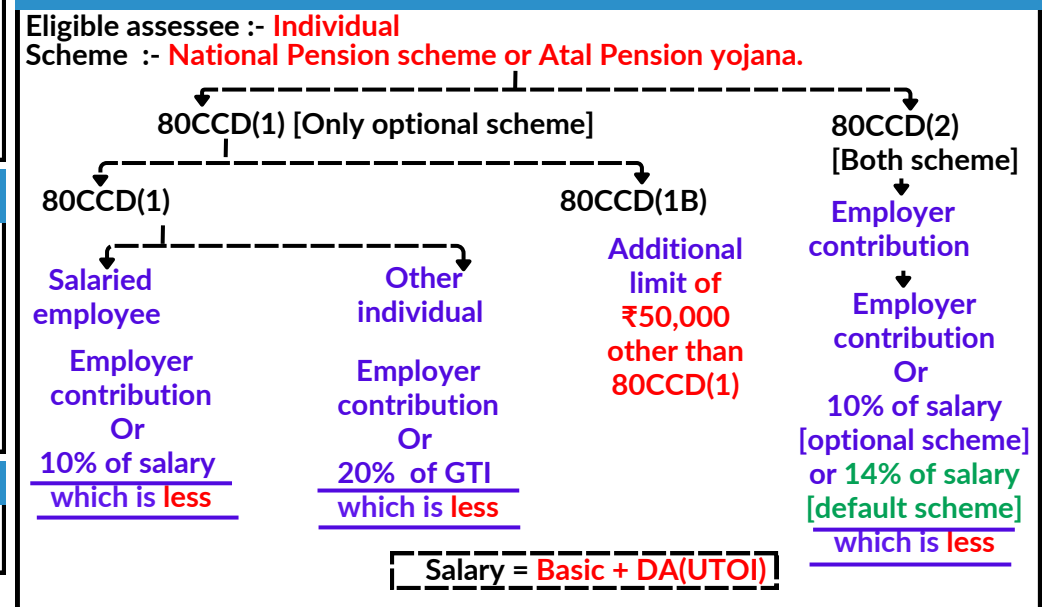 Eligible assessee :- Individual
Scheme :- National Pension scheme or Atal Pension yojana.
80CCD(1) [Only optional scheme]
80CCD(1)
Salaried
employee
Employer
contribution
Or
10% of salary
which is less
Other
individual
Employer
contribution
Or
20% of GTI
which is less
80CCD(1B)
Additional
limit of
₹50,000
other than
80CCD(1)
80CCD(2)
[Both scheme]
Employer
contribution
Employer
contribution
Or
10% of salary
[optional scheme]
or 14% of salary
[default scheme]
which is less
Salary = Basic + DA(UTOI)